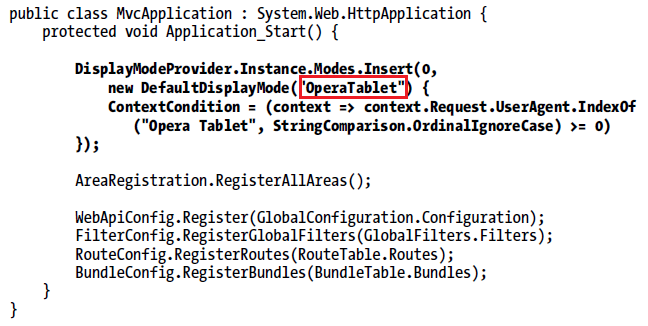 public class MvcApplication : System.Web.HttpApplication {
    protected void Application_Start() {
        DisplayModeProvider.Instance.Modes.Insert(0,
            new DefaultDisplayMode("OperaTablet") {
            ContextCondition = (context => context.Request.UserAgent.IndexOf
                ("Opera Tablet", StringComparison.OrdinalIgnoreCase) >= 0)
        });
        AreaRegistration.RegisterAllAreas();
        WebApiConfig.Register(GlobalConfiguration.Configuration);
        FilterConfig.RegisterGlobalFilters(GlobalFilters.Filters);
        RouteConfig.RegisterRoutes(RouteTable.Routes);
        BundleConfig.RegisterBundles(BundleTable.Bundles);
    }
}